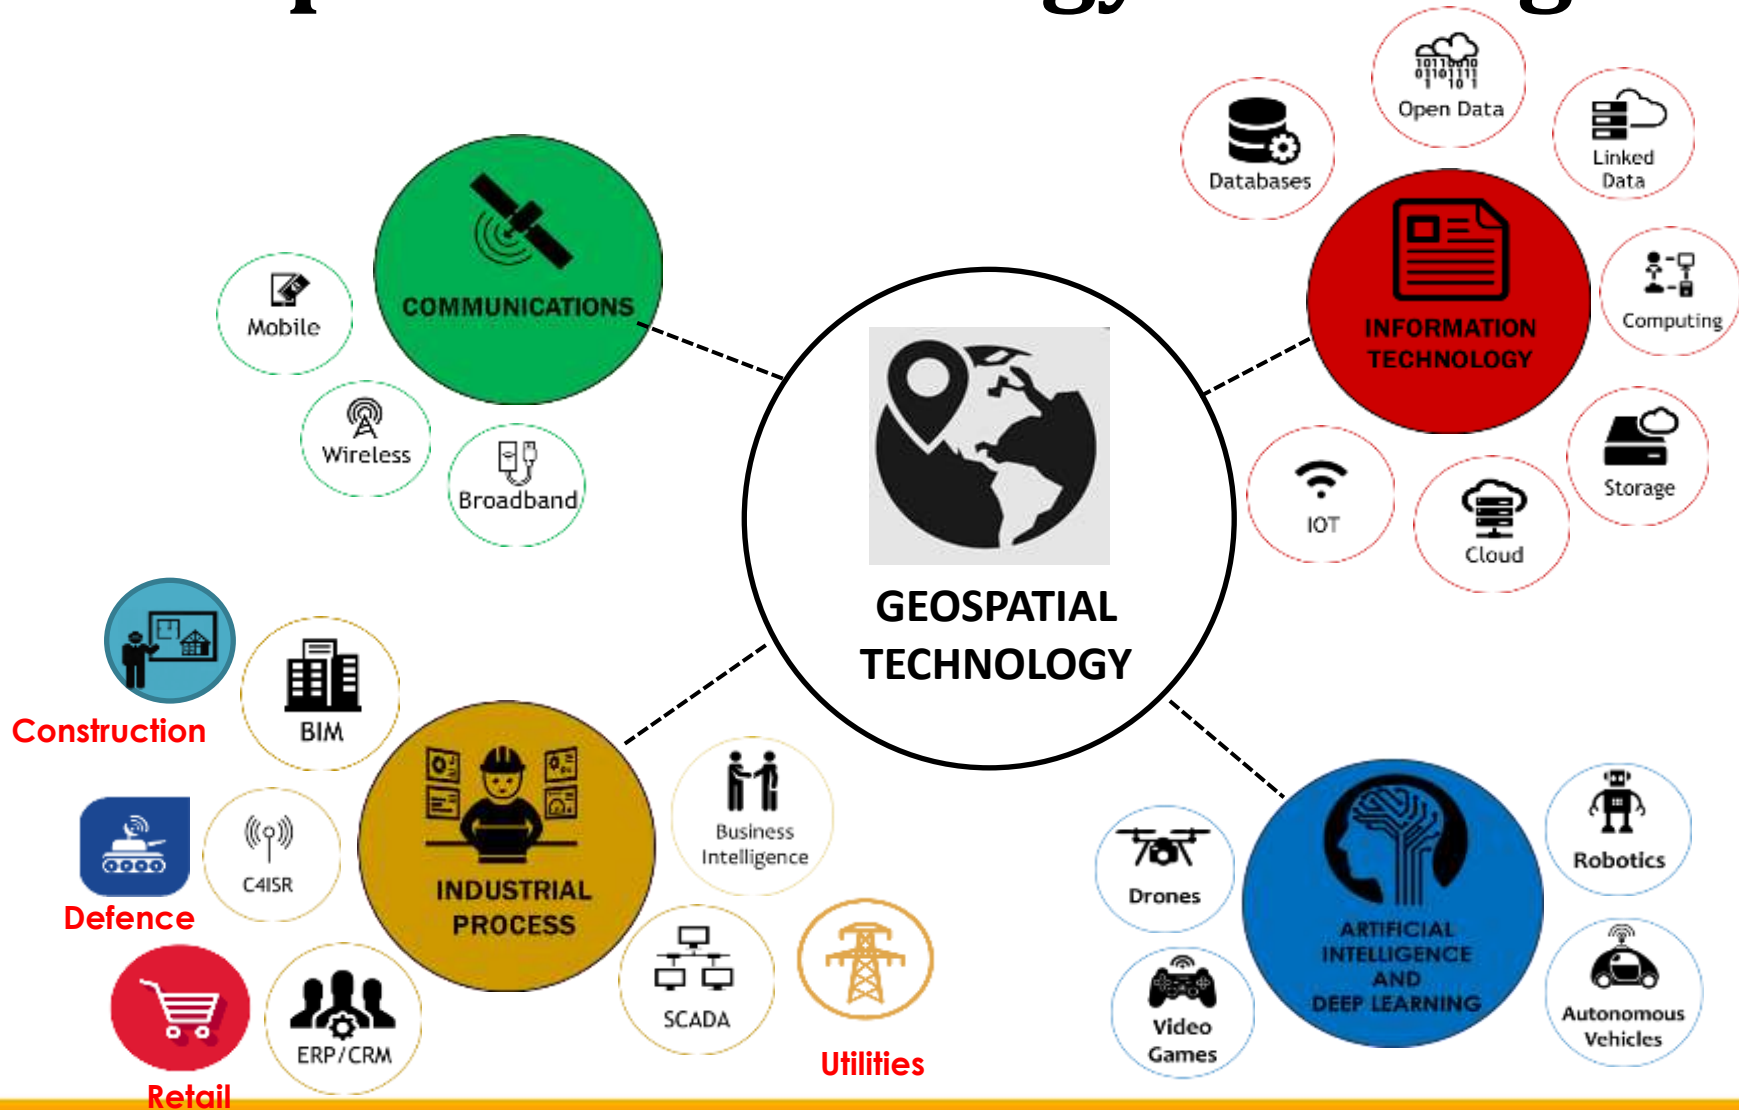 Open Data
Databases
Linked
Data
COMMUNICATIONS
Mobile
INFORMATION
TECHNOLOGY
Computing
Wireless
Broadband
IOT
Cloud
Storage
GEOSPATIAL
TECHNOLOGY
Construction
BIM
Business
Intelligence
C4ISR
Defence
INDUSTRIAL
PROCESS
SCADA
ERP/CRM
Retail
Utilities
Drones
Robotics
ARTIFICIAL
INTELLIGENCE
AND
DEEP LEARNING
Video
Games
Autonomous
Vehicles